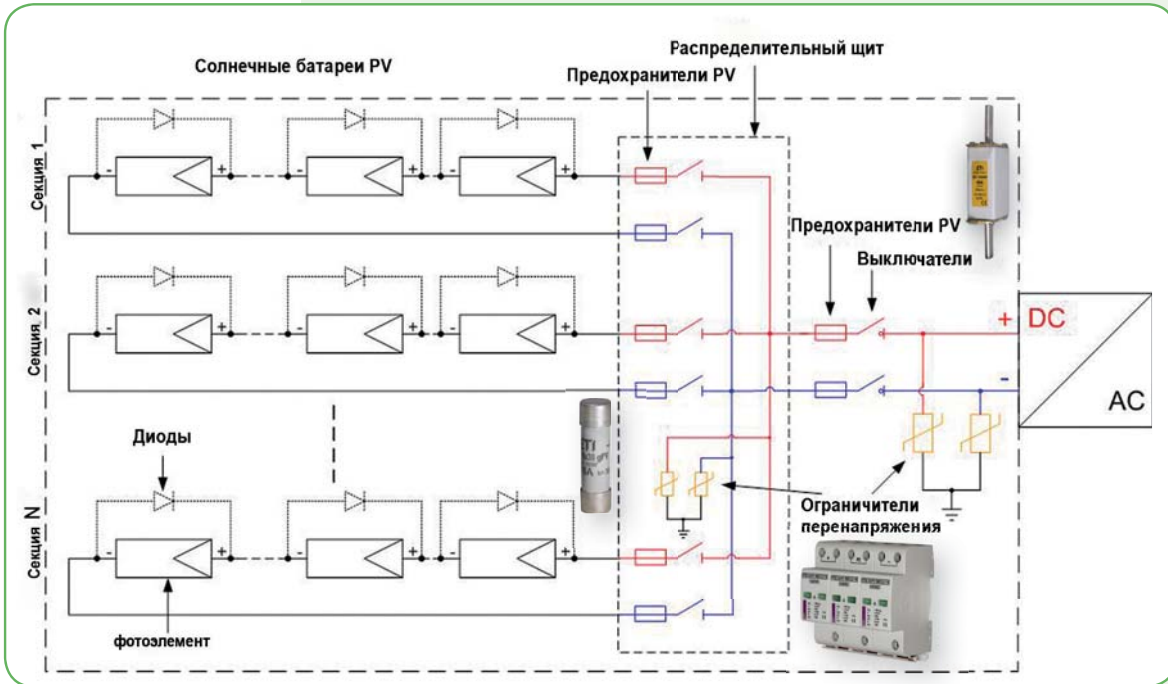 Солнечные батареи PV
Распределительный щит
Предохранители PV
Секция 1
- + - + - +
Предохранители PV
Выключатели
Секция 2
- + - + - +
+ DC
-
AC
Диоды
ETI
Ограничители
перенапряжения
Секция N
- + - + - +
фотоэлемент